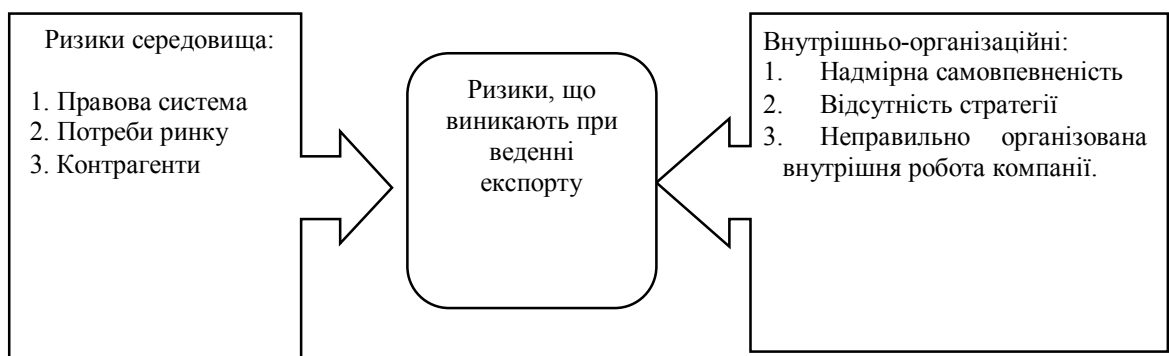 Ризики середовища:
1. Правова система
2. Потреби ринку
3. Контрагенти
Ризики, що
виникають при
веденні
експорту
Внутрішньо-організаційні:
1. Надмірна самовпевненість
2. Відсутність стратегії
3. Неправильно організована
внутрішня робота компанії.